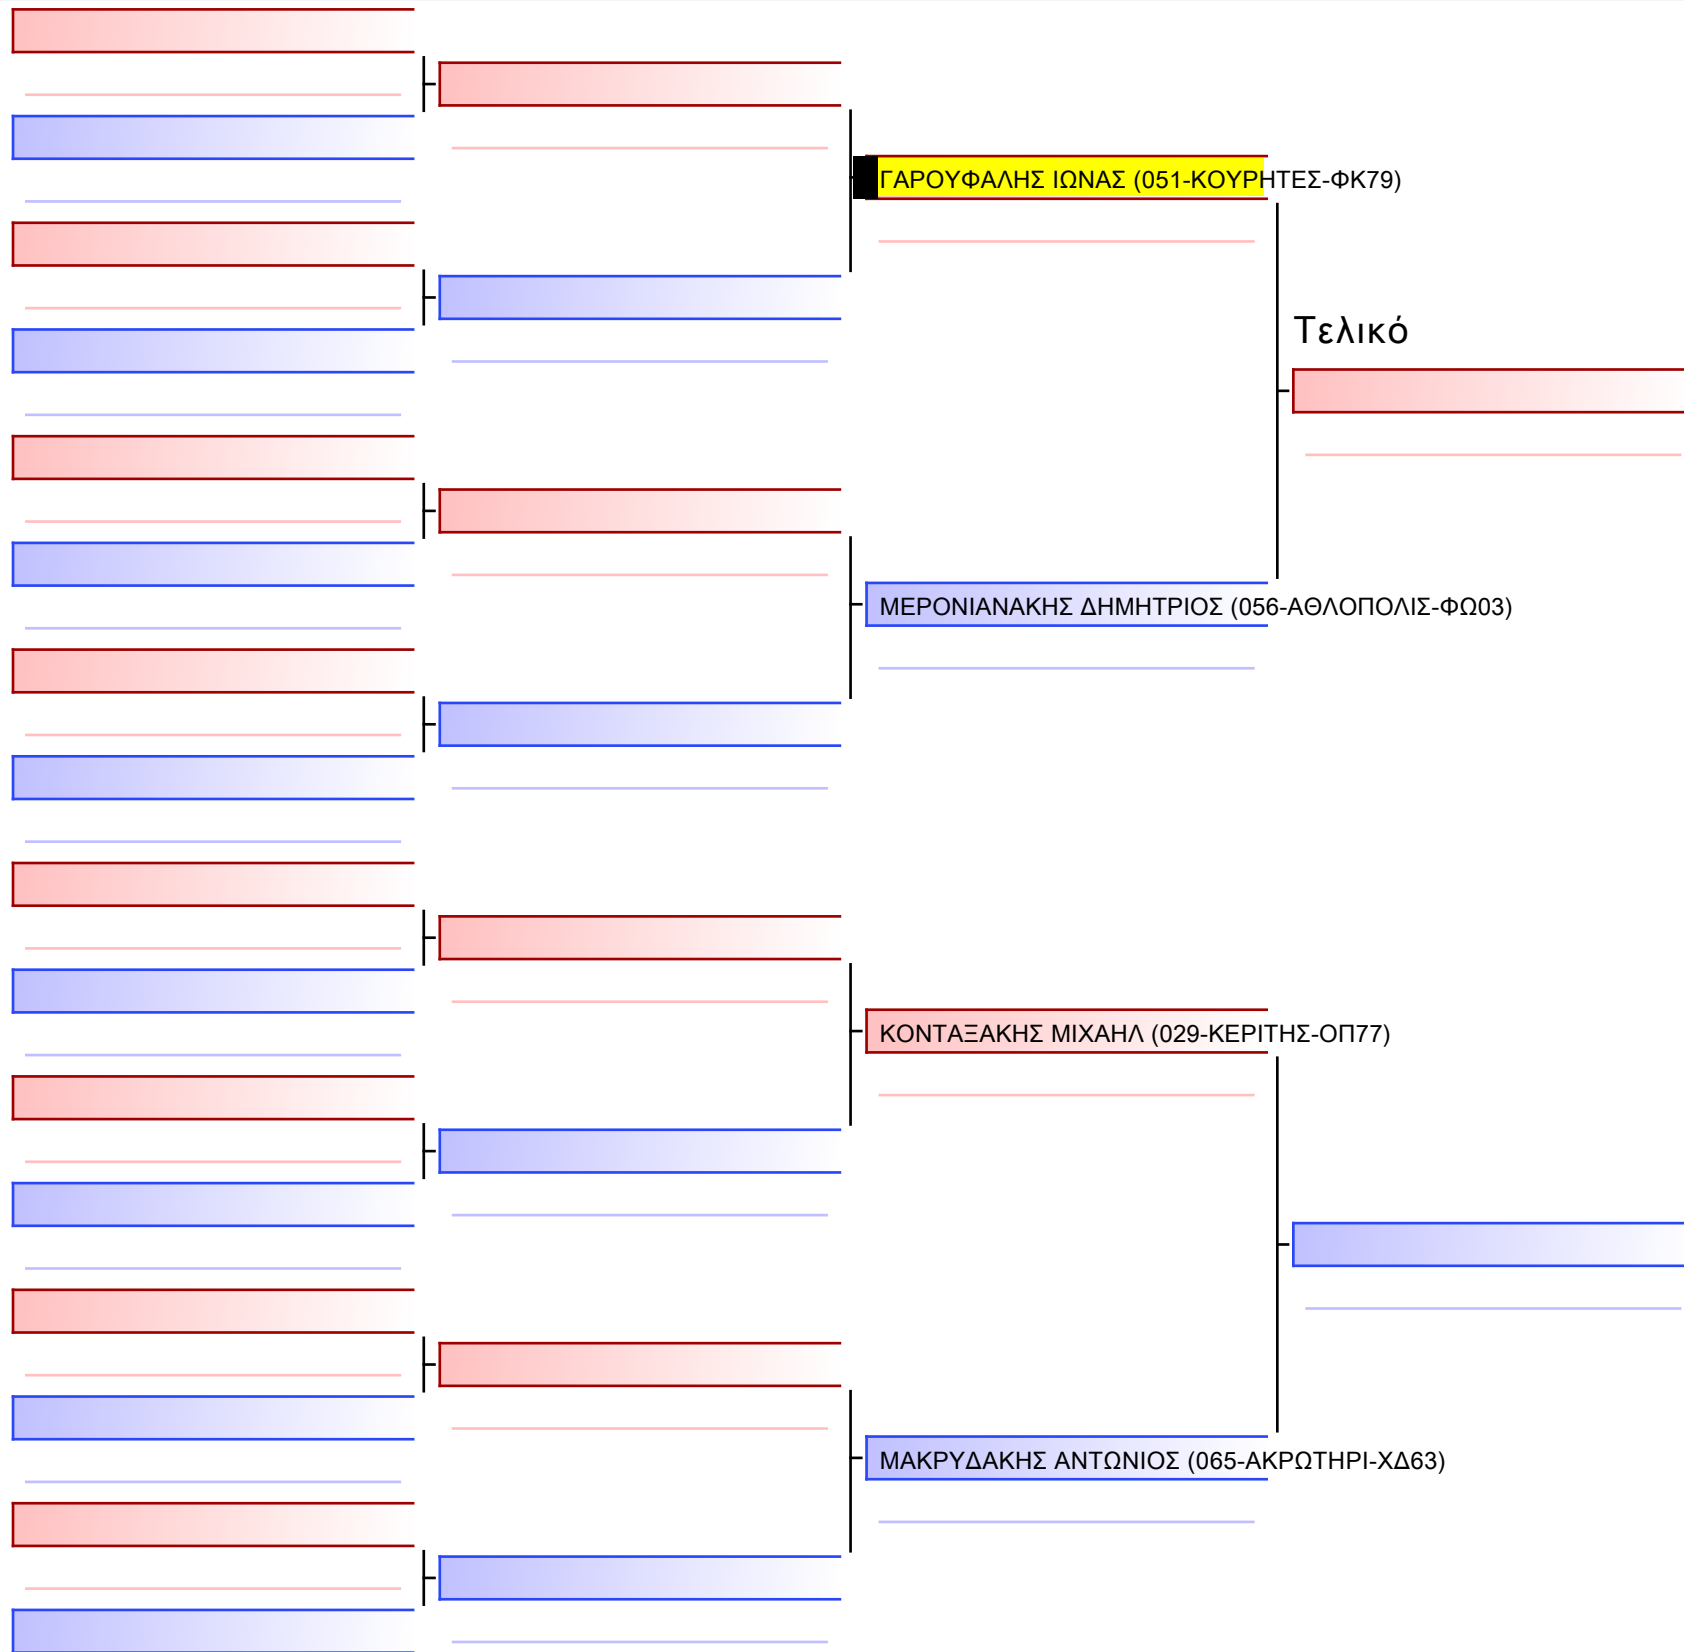 ΓΑΡΟΥΦΑΛΗΣ ΙΩΝΑΣ (051-ΚΟΥΡΗΤΕΣ-ΦΚ79)
Τελικό
ΜΕΡΟΝΙΑΝΑΚΗΣ ΔΗΜΗΤΡΙΟΣ (056-ΑΘΛΟΠΟΛΙΣ-ΦΩ03)
ΚΟΝΤΑΞΑΚΗΣ ΜΙΧΑΗΛ (029-ΚΕΡΙΤΗΣ-ΟΠ77)
ΜΑΚΡΥΔΑΚΗΣ ΑΝΤΩΝΙΟΣ (065-ΑΚΡΩΤΗΡΙ-ΧΔ63)